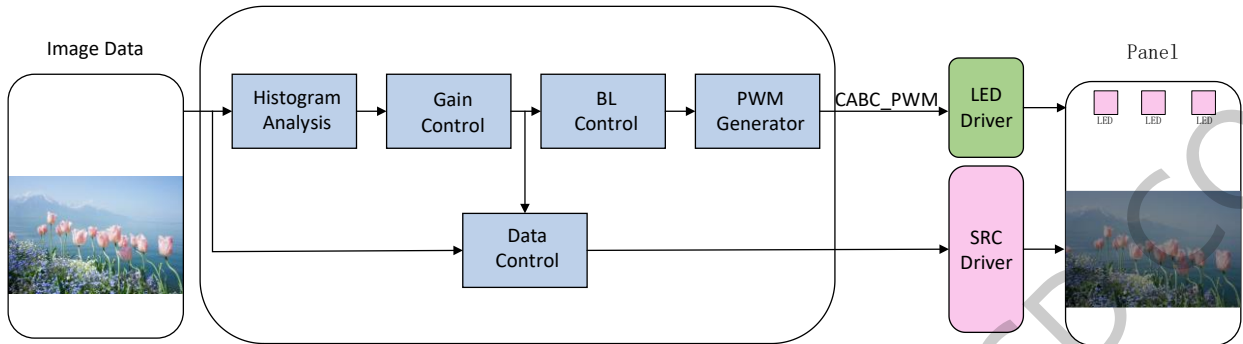 Image Data
Histogram
Analysis
Gain
Control
BL
Control
PWM
Generator
CABC_PWM
LED
Driver
Panel
LED
LED
LED
Data
Control
SRC
Driver